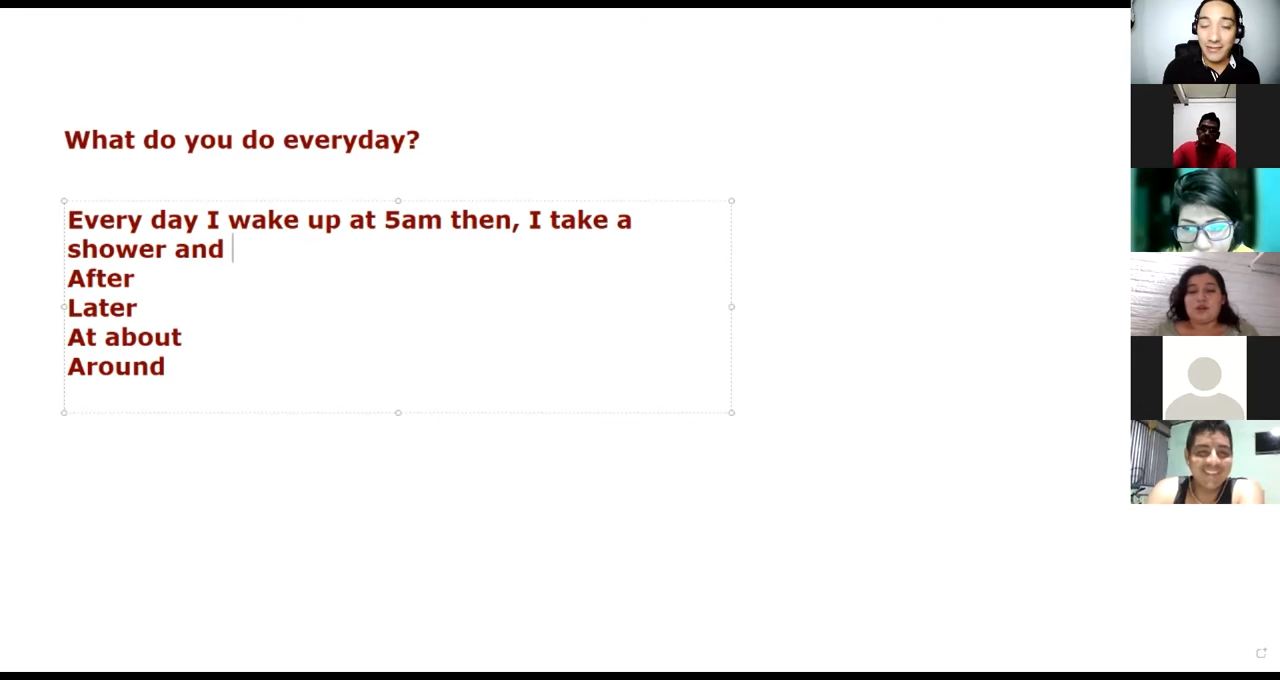 What do you do everyday?
Every day I wake up at 5am then, I take a
shower and
After
Later
At about
Around